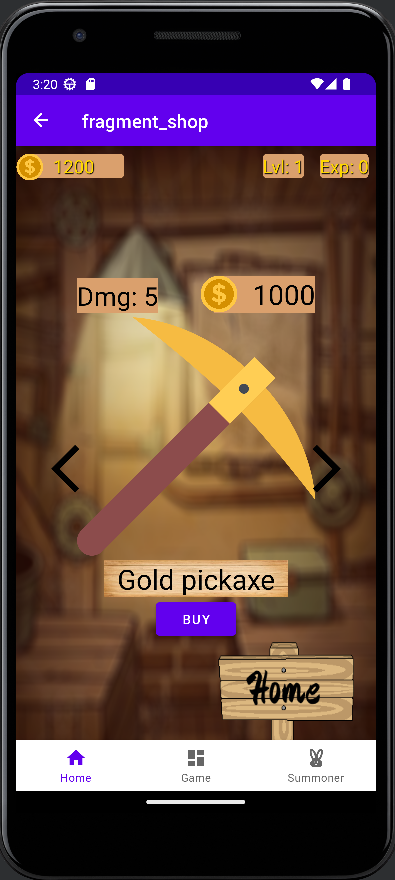 3:20
fragment_shop
$ 1200 Lvl: 1 Exp: 0
Dmg: 5 $ 1000
Gold pickaxe
BUY
Home
Home Game Summoner